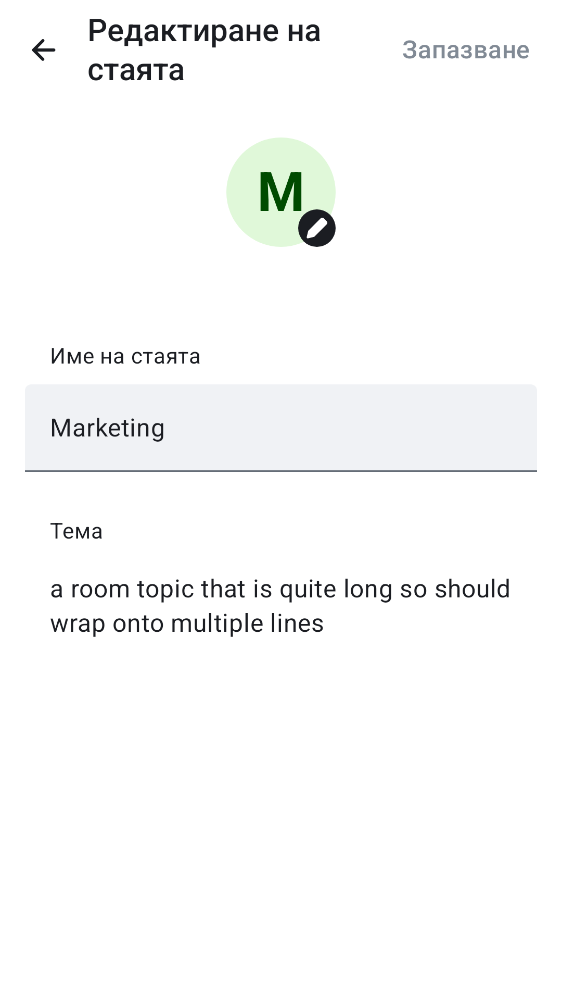 Редактиране на
стаята
Запазване
M
Име на стаята
Marketing
Тема
a room topic that is quite long so should
wrap onto multiple lines